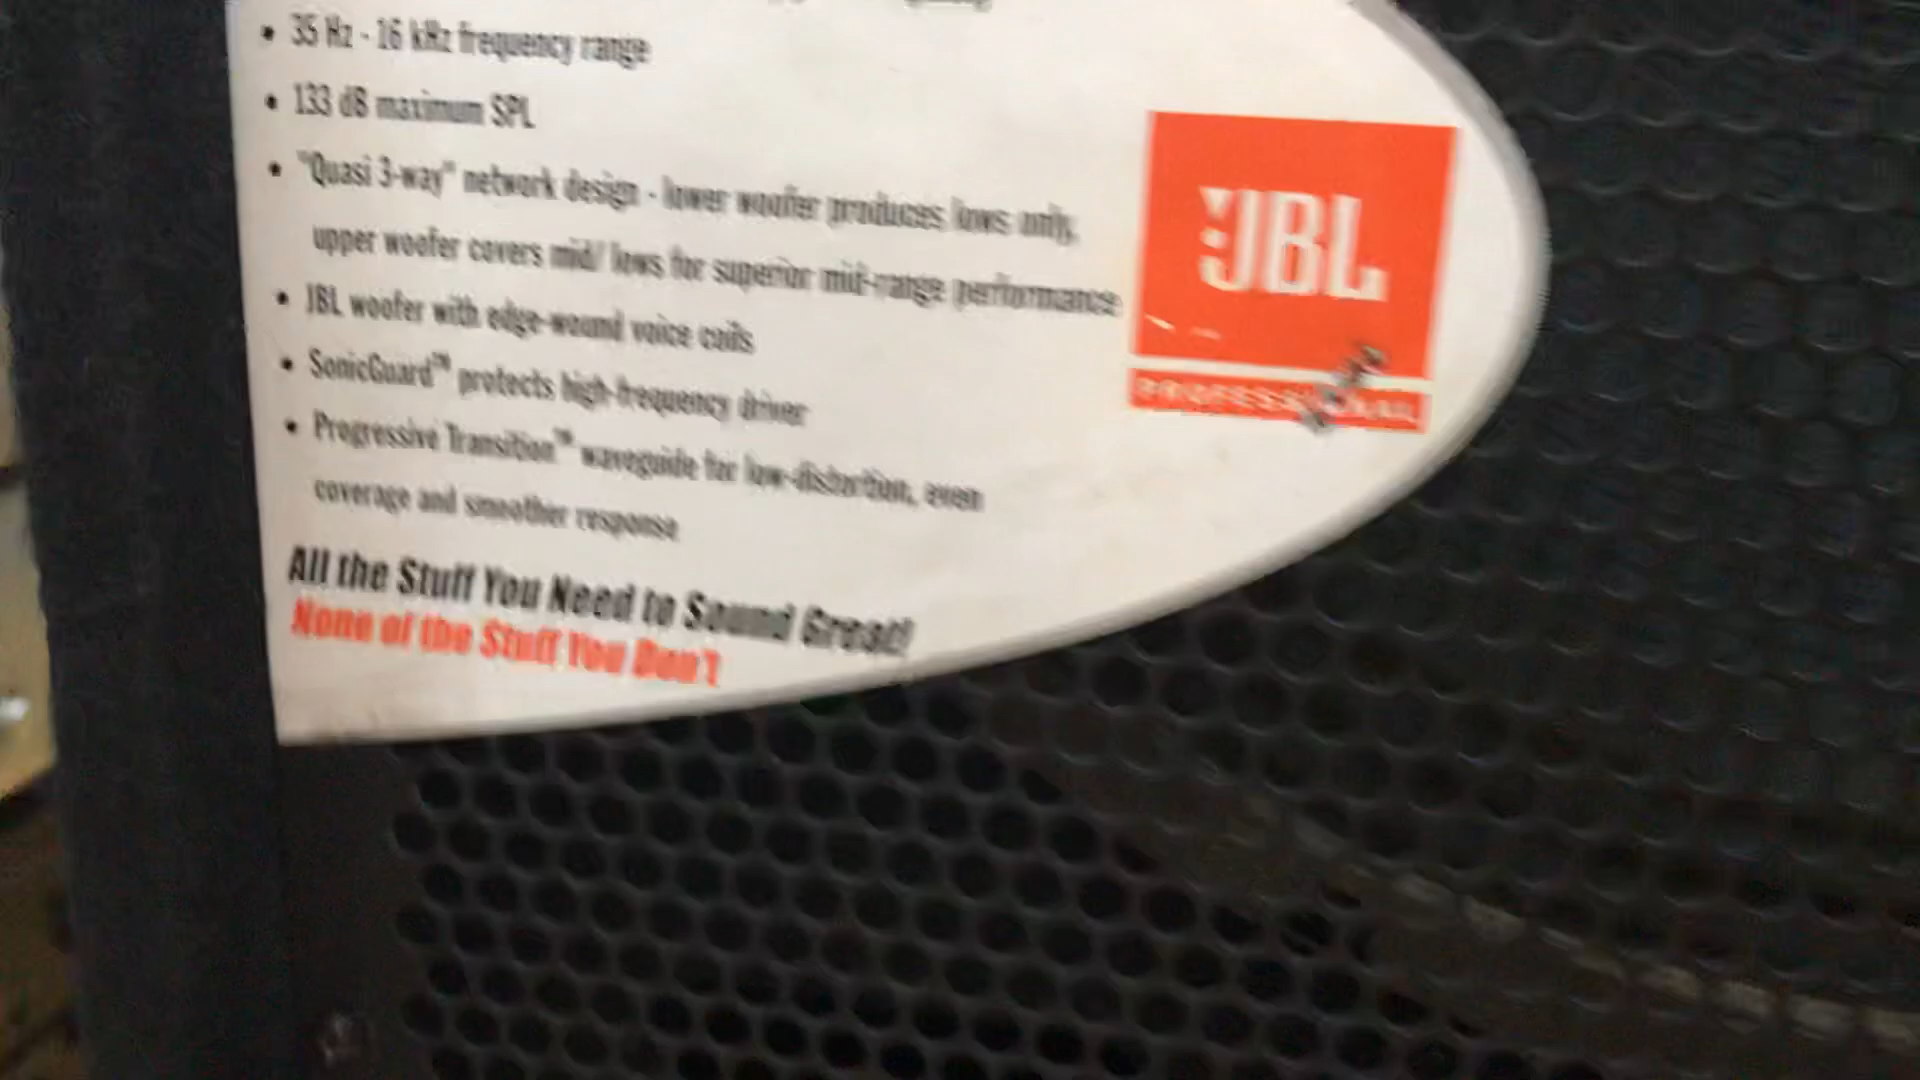 • 35 Hz - 16 kHz frequency range
• 133 dB maximum SPL
• "Quasi 3-way" network design - lower woofer produces lows only,
upper woofer covers mid/ lows for superior mid-range performance
• JBL woofer with edge-wound voice coils
• SonicGuard™ protects high-frequency driver
• Progressive Transition™ waveguide for low-distortion, even
coverage and smoother response
All the Stuff You Need to Sound Great!
None of the Stuff You Don't
JBL
PROFESSIONAL